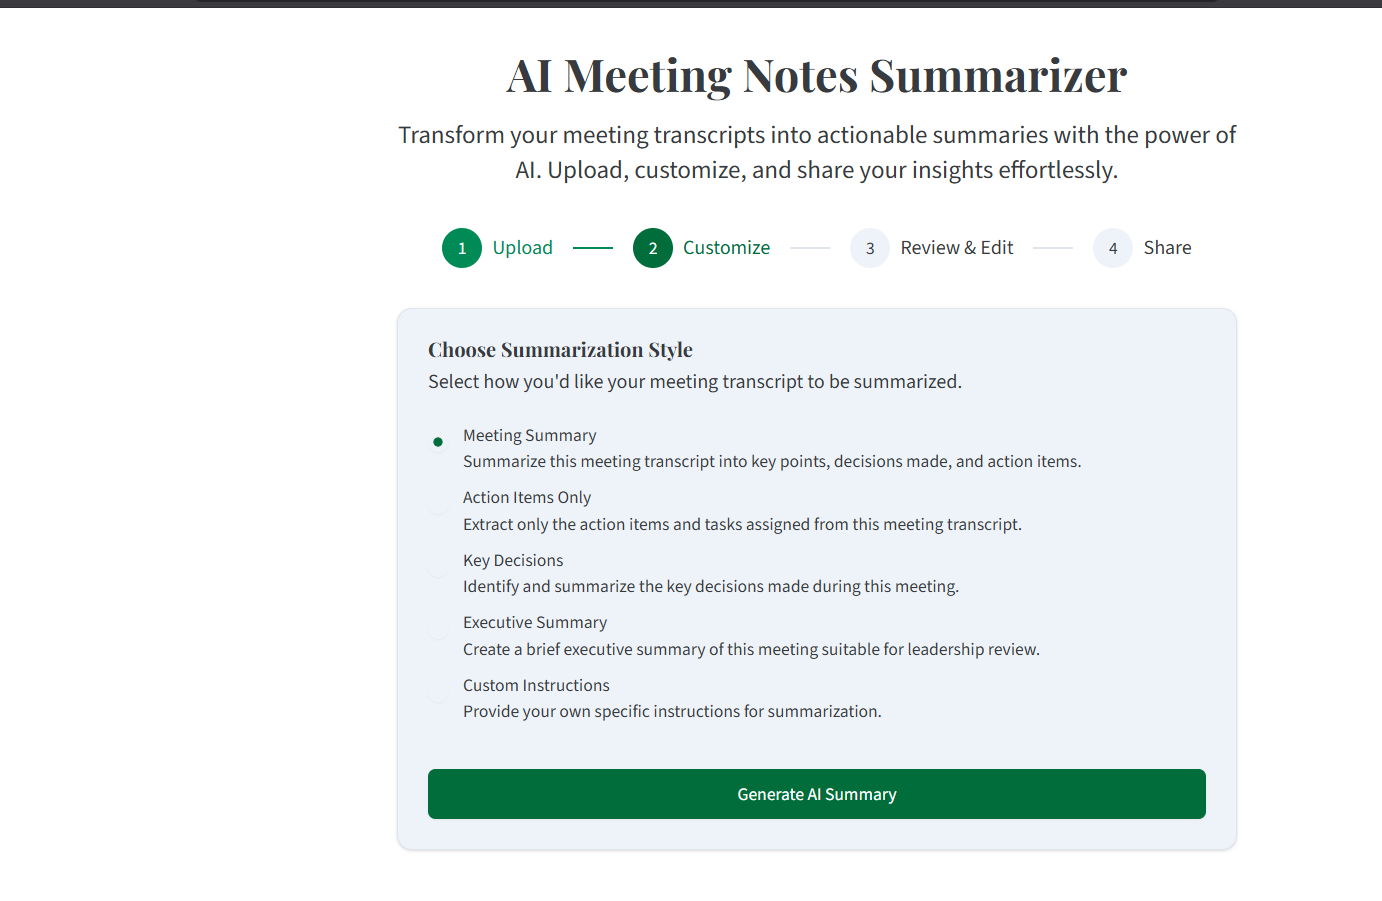 AI Meeting Notes Summarizer
Transform your meeting transcripts into actionable summaries with the power of
AI. Upload, customize, and share your insights effortlessly.
1 Upload 2 Customize 3 Review & Edit 4 Share
Choose Summarization Style
Select how you'd like your meeting transcript to be summarized.
Meeting Summary
Summarize this meeting transcript into key points, decisions made, and action items.
Action Items Only
Extract only the action items and tasks assigned from this meeting transcript.
Key Decisions
Identify and summarize the key decisions made during this meeting.
Executive Summary
Create a brief executive summary of this meeting suitable for leadership review.
Custom Instructions
Provide your own specific instructions for summarization.
Generate AI Summary